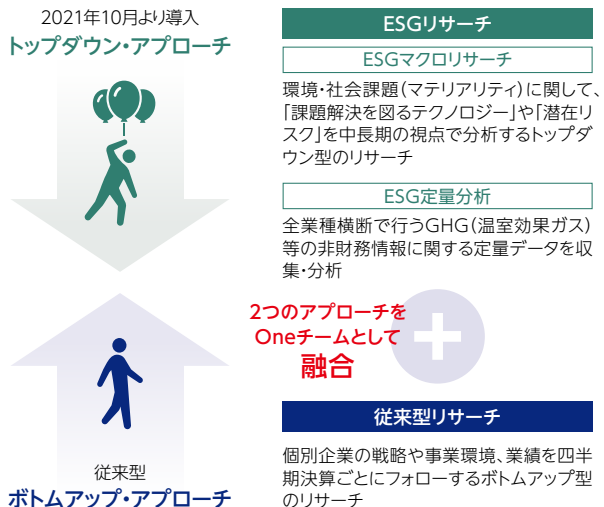 2021年10月より導入
トップダウン・アプローチ
ESGリサーチ
ESGマクロリサーチ
環境・社会課題(マテリアリティ)に関して、
「課題解決を図るテクノロジー」や「潜在リ
スク」を中長期の視点で分析するトップダ
ウン型のリサーチ
ESG定量分析
全業種横断で行うGHG(温室効果ガス)
等の非財務情報に関する定量データを収
集・分析
2つのアプローチを
Oneチームとして
融合
従来型リサーチ
個別企業の戦略や事業環境、業績を四半
期決算ごとにフォローするボトムアップ型
のリサーチ
従来型
ボトムアップ・アプローチ